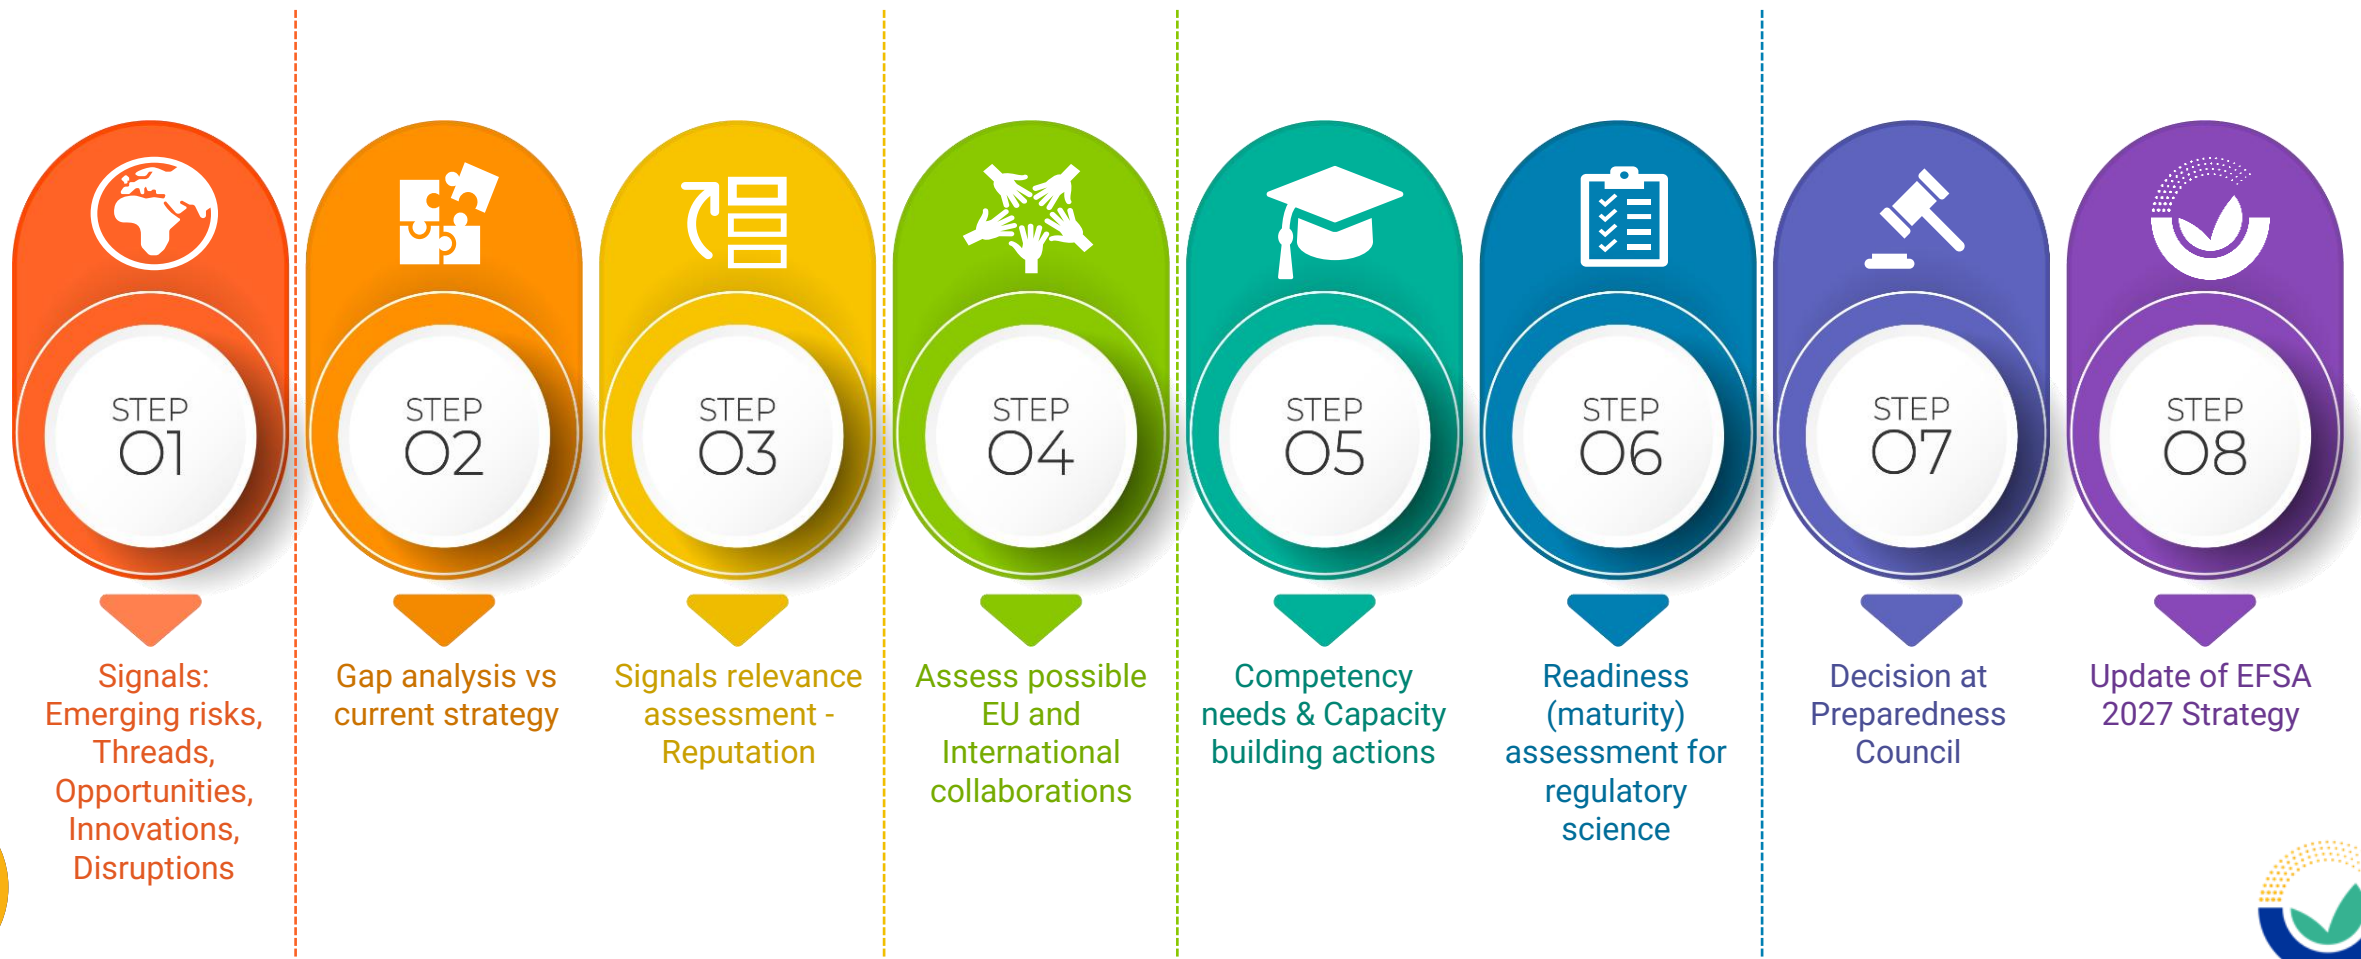 STEP
01
Signals:
Emerging risks,
Threads,
Opportunities,
Innovations,
Disruptions
STEP
02
Gap analysis vs
current strategy
STEP
03
Signals relevance
assessment -
Reputation
STEP
04
Assess possible
EU and
International
collaborations
STEP
05
Competency
needs & Capacity
building actions
STEP
06
Readiness
(maturity)
assessment for
regulatory
science
STEP
07
Decision at
Preparedness
Council
STEP
08
Update of EFSA
2027 Strategy